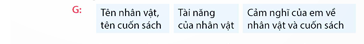 G:
Tên nhân vật,
tên cuốn sách
Tài năng
của nhân vật
Cảm nghĩ của em về
nhân vật và cuốn sách